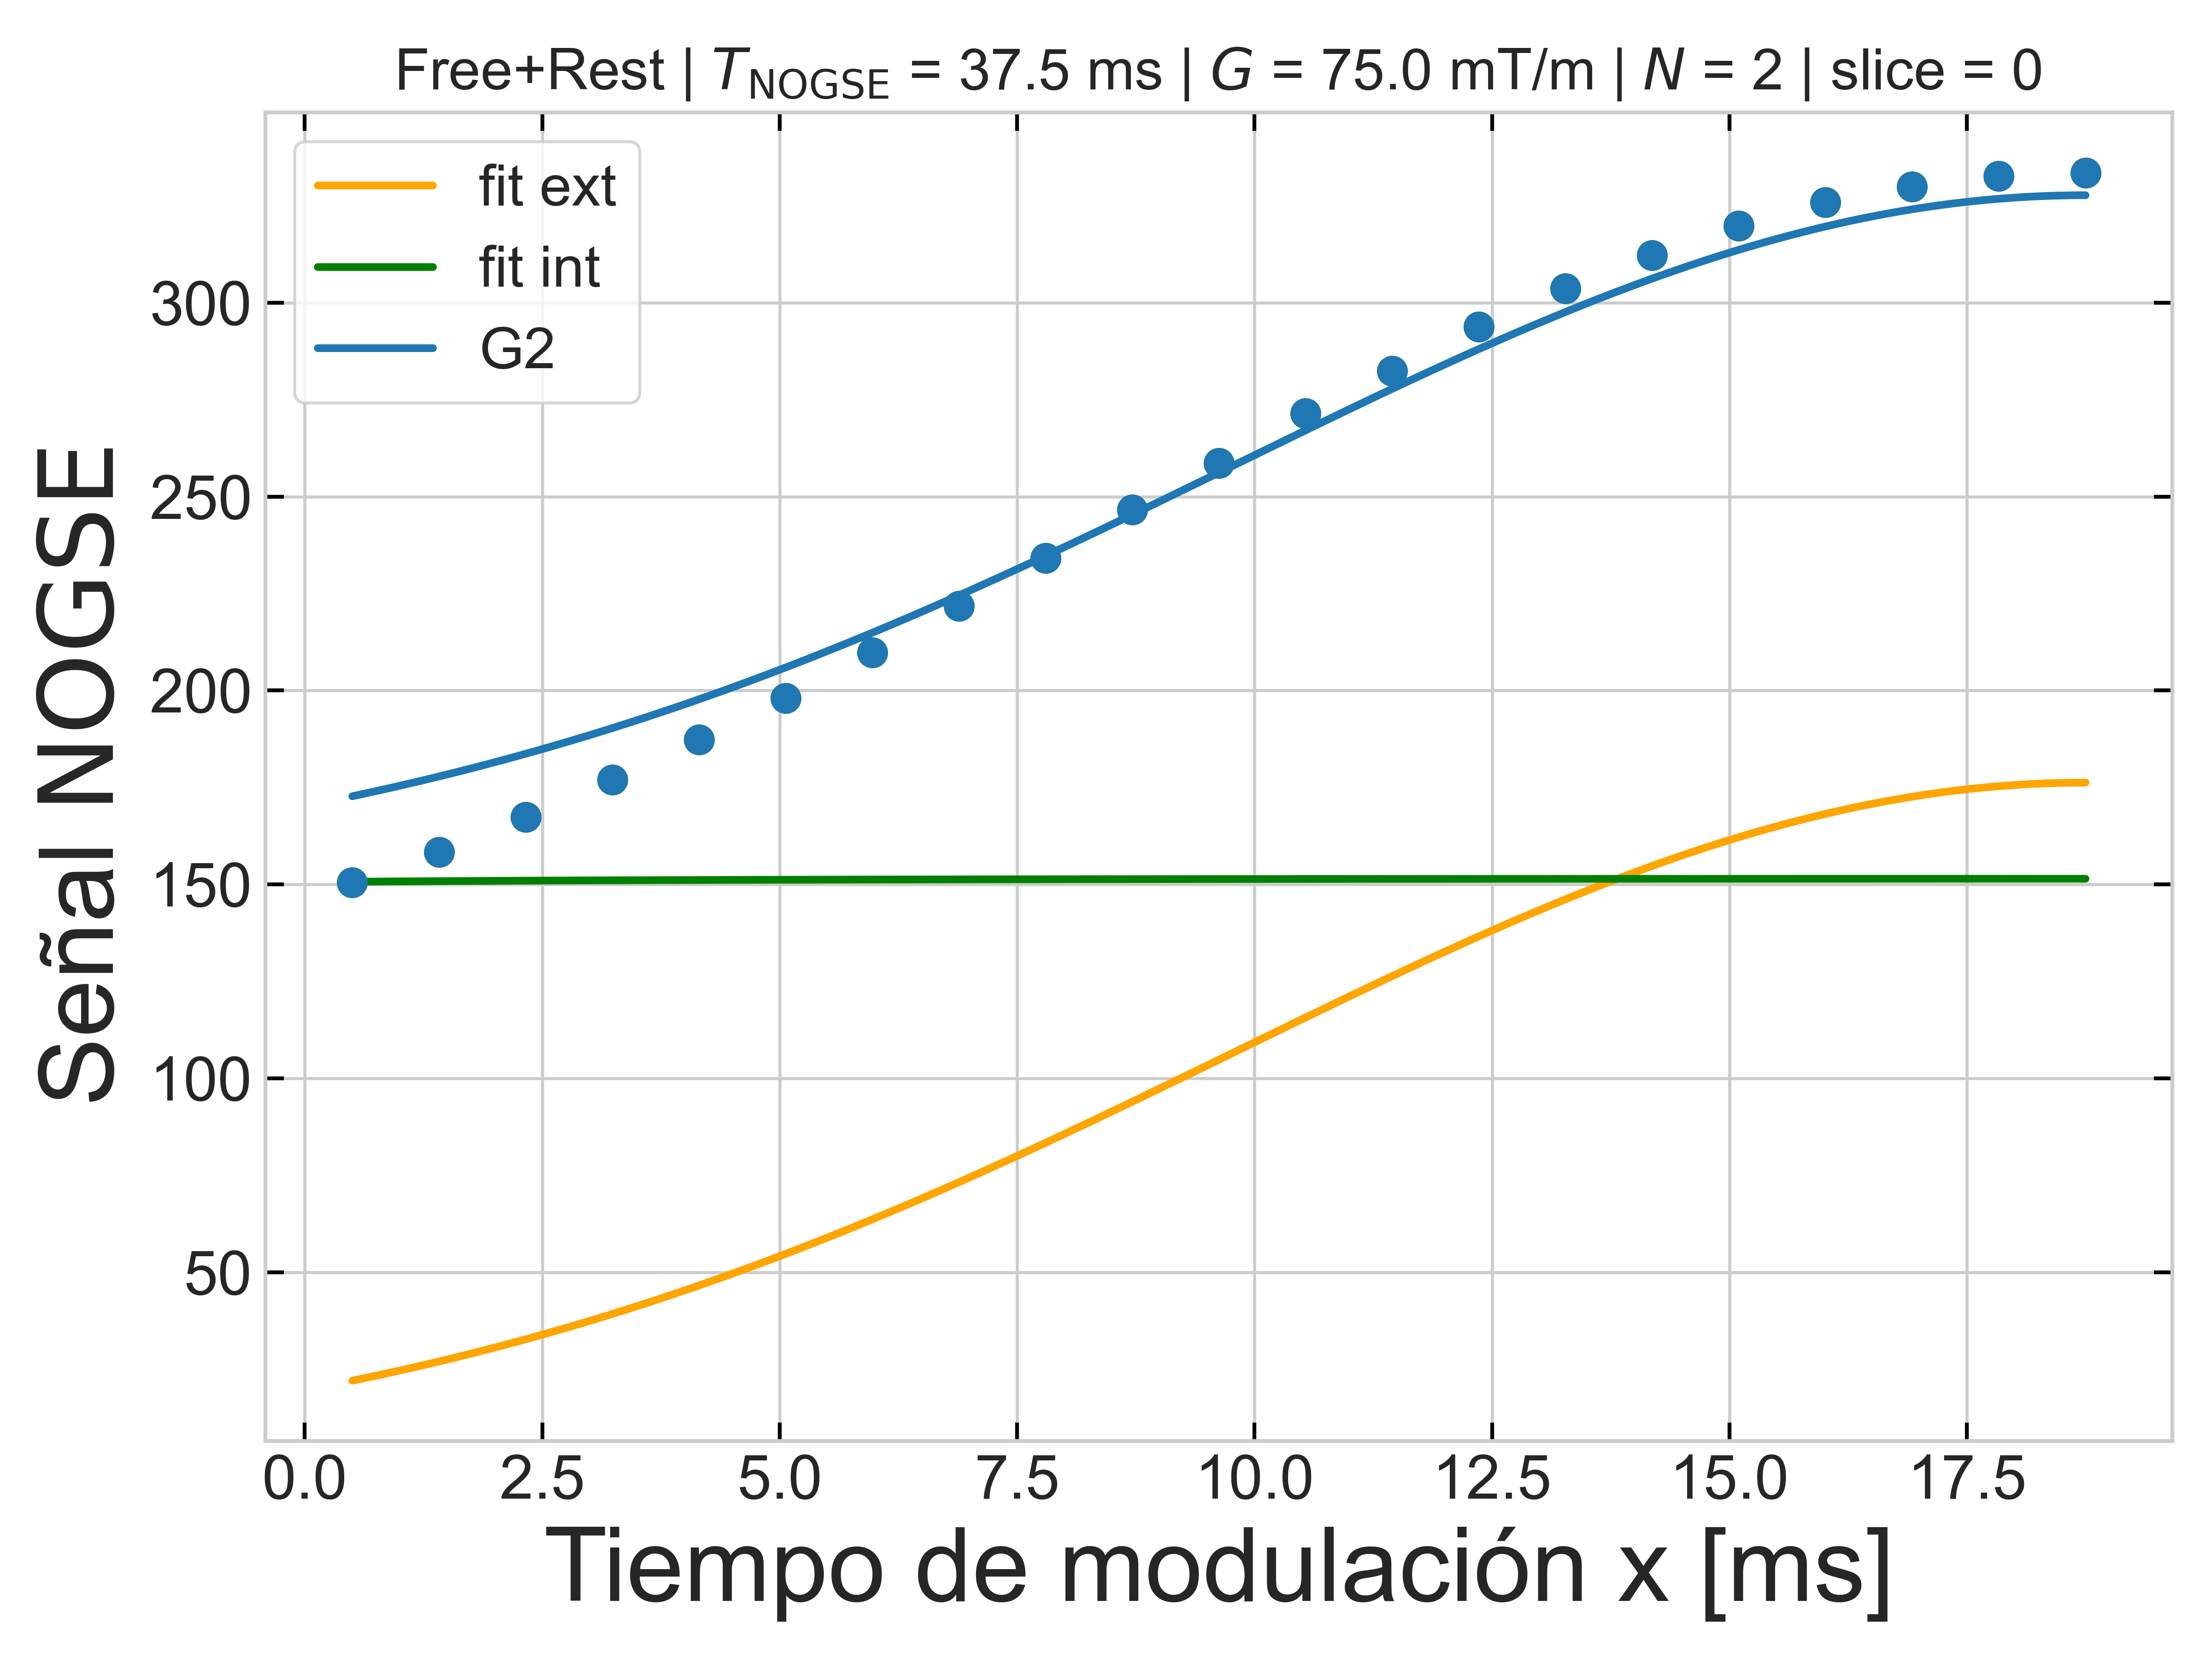 Free+Rest | T_NOGSE = 37.5 ms | G = 75.0 mT/m | N = 2 | slice = 0
fit ext
fit int
G2
Señal NOGSE
300
250
200
150
100
50
0.0 2.5 5.0 7.5 10.0 12.5 15.0 17.5
Tiempo de modulación x [ms]